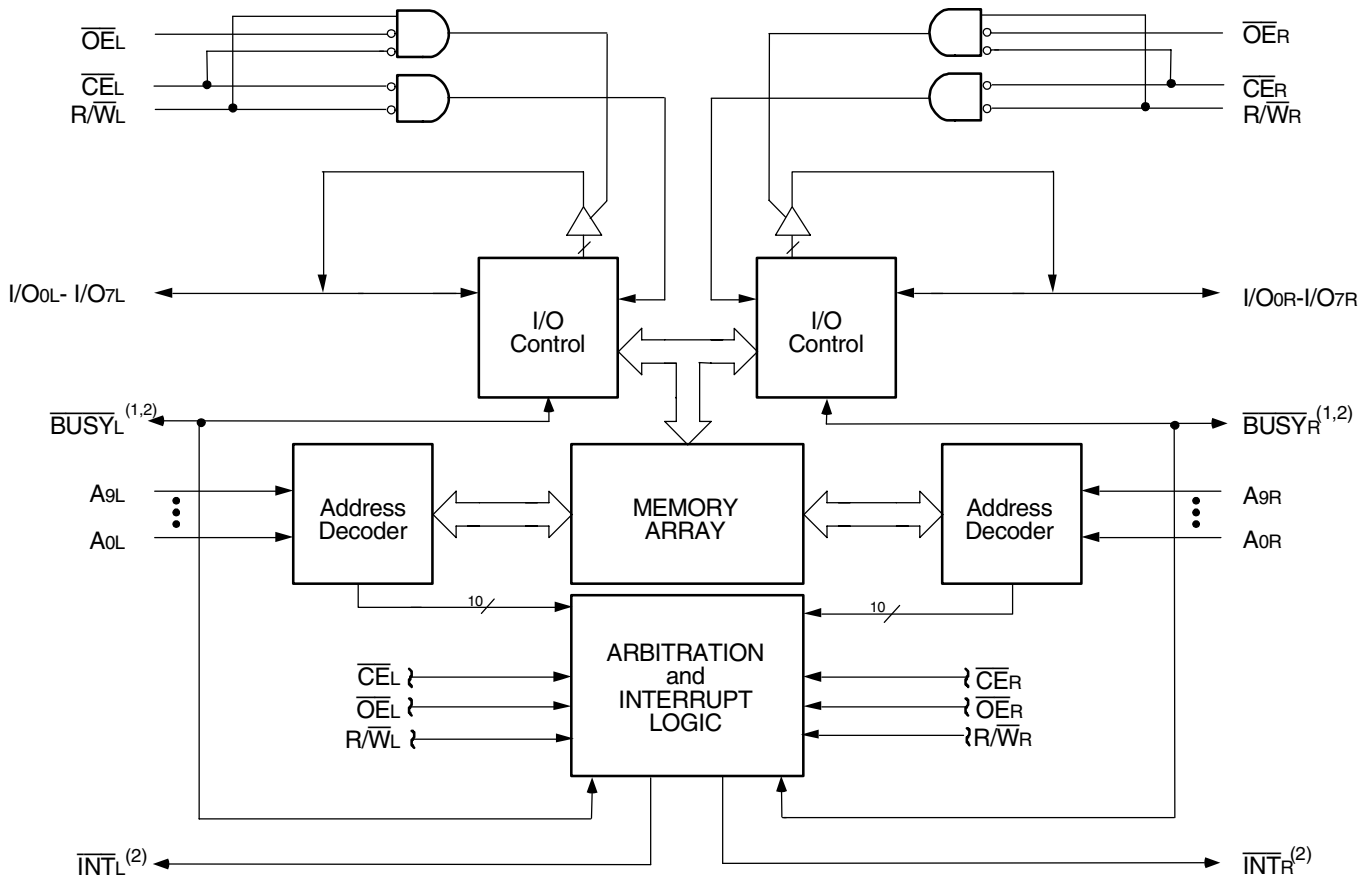 OEL
OER
CEL
CER
R/WL
R/WR
I/O0L- I/O7L
I/O
Control
I/O
Control
I/O0R-I/O7R
BUSYL(1,2)
BUSYR(1,2)
A9L
A0L
Address
Decoder
MEMORY
ARRAY
Address
Decoder
A9R
A0R
10
10
ARBITRATION
and
INTERRUPT
LOGIC
CEL
OEL
R/WL
CER
OER
R/WR
INTL(2)
INTR(2)